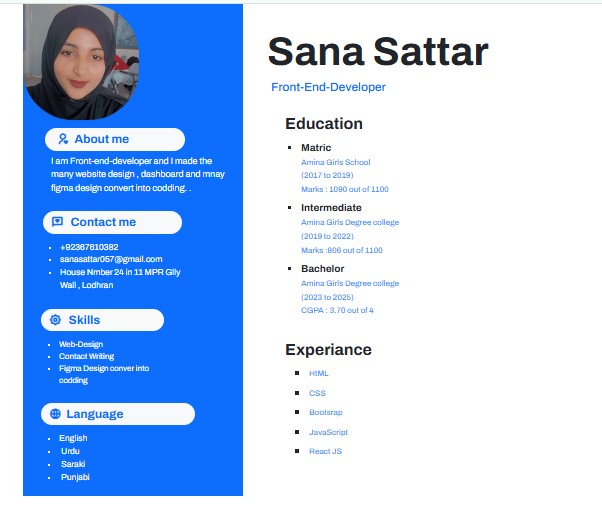 Sana Sattar
Front-End-Developer
About me
I am Front-end-developer and I made the
many website design , dashboard and mnay
figma design convert into codding. .
Contact me
+92367810382
sanasattar057@gmail.com
House Nmber 24 in 11 MPR Glly
Wall , Lodhran
Skills
Web-Design
Contact Writing
Figma Design conver into
codding
Language
English
Urdu
Saraki
Punjabi
Education
Matric
Amina Girls School
(2017 to 2019)
Marks : 1090 out of 1100
Intermediate
Amina Girls Degree college
(2019 to 2022)
Marks :806 out of 1100
Bachelor
Amina Girls Degree college
(2023 to 2025)
CGPA : 3.70 out of 4
Experiance
HIML
CSS
Bootsrap
JavaScript
React JS